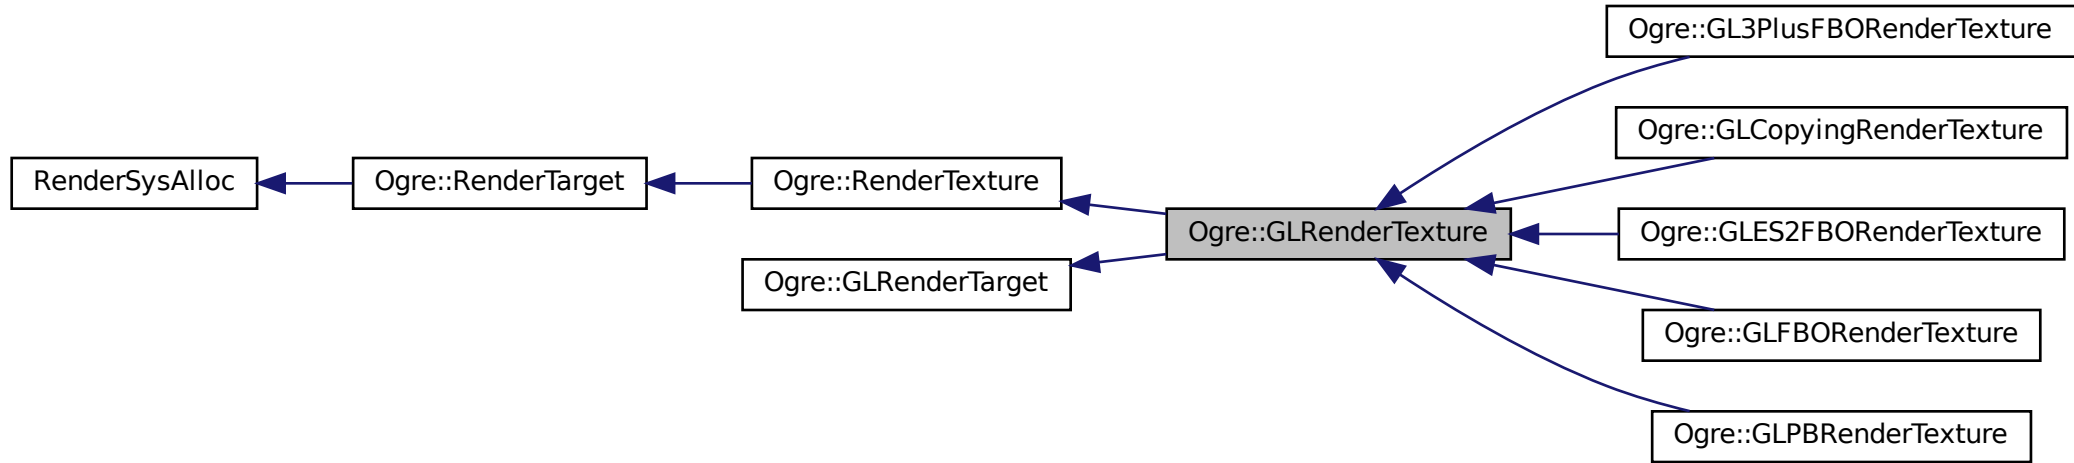 Ogre::GL3PlusFBORenderTexture
Ogre::GLCopyingRenderTexture
RenderSysAlloc
Ogre::RenderTarget
Ogre::RenderTexture
Ogre::GLRenderTexture
Ogre::GLES2FBORenderTexture
Ogre::GLRenderTarget
Ogre::GLFBORenderTexture
Ogre::GLPBRenderTexture